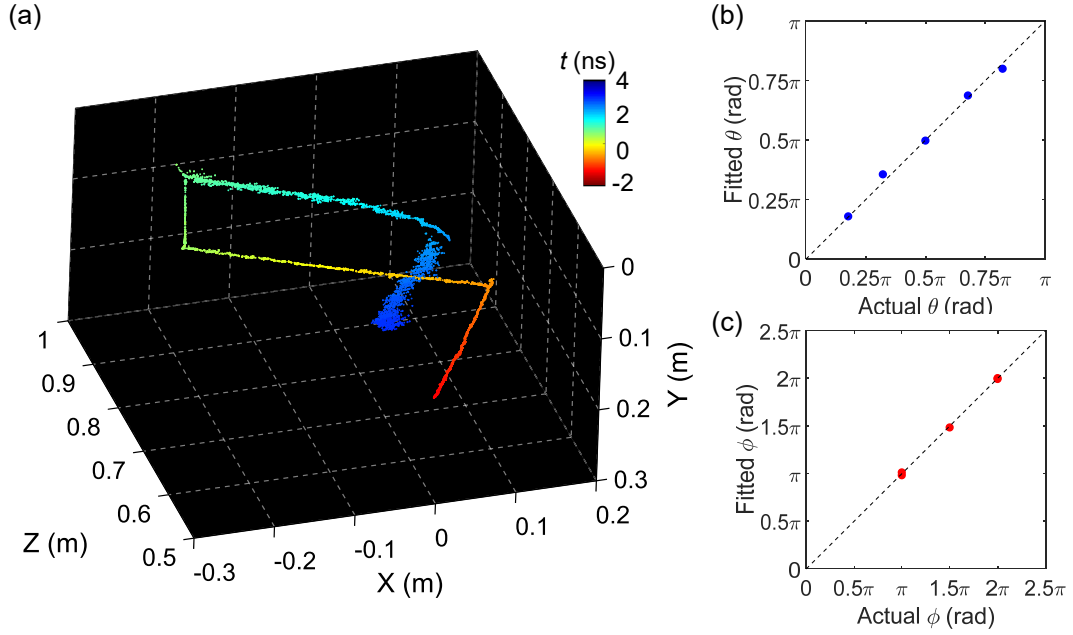 (a)
t (ns)
4
2
0
-2
0
0.1
0.2
0.3
Y (m)
1
0.9
0.8
0.7
0.6
0.5
Z (m)
-0.3
-0.2
-0.1
0
0.1
0.2
X (m)
(b)
π
0.75π
0.5π
0.25π
0
Fitted θ (rad)
0 0.25π 0.5π 0.75π π
Actual θ (rad)
(c)
2.5π
2π
1.5π
π
0.5π
0
Fitted ϕ (rad)
0 0.5π π 1.5π 2π 2.5π
Actual ϕ (rad)